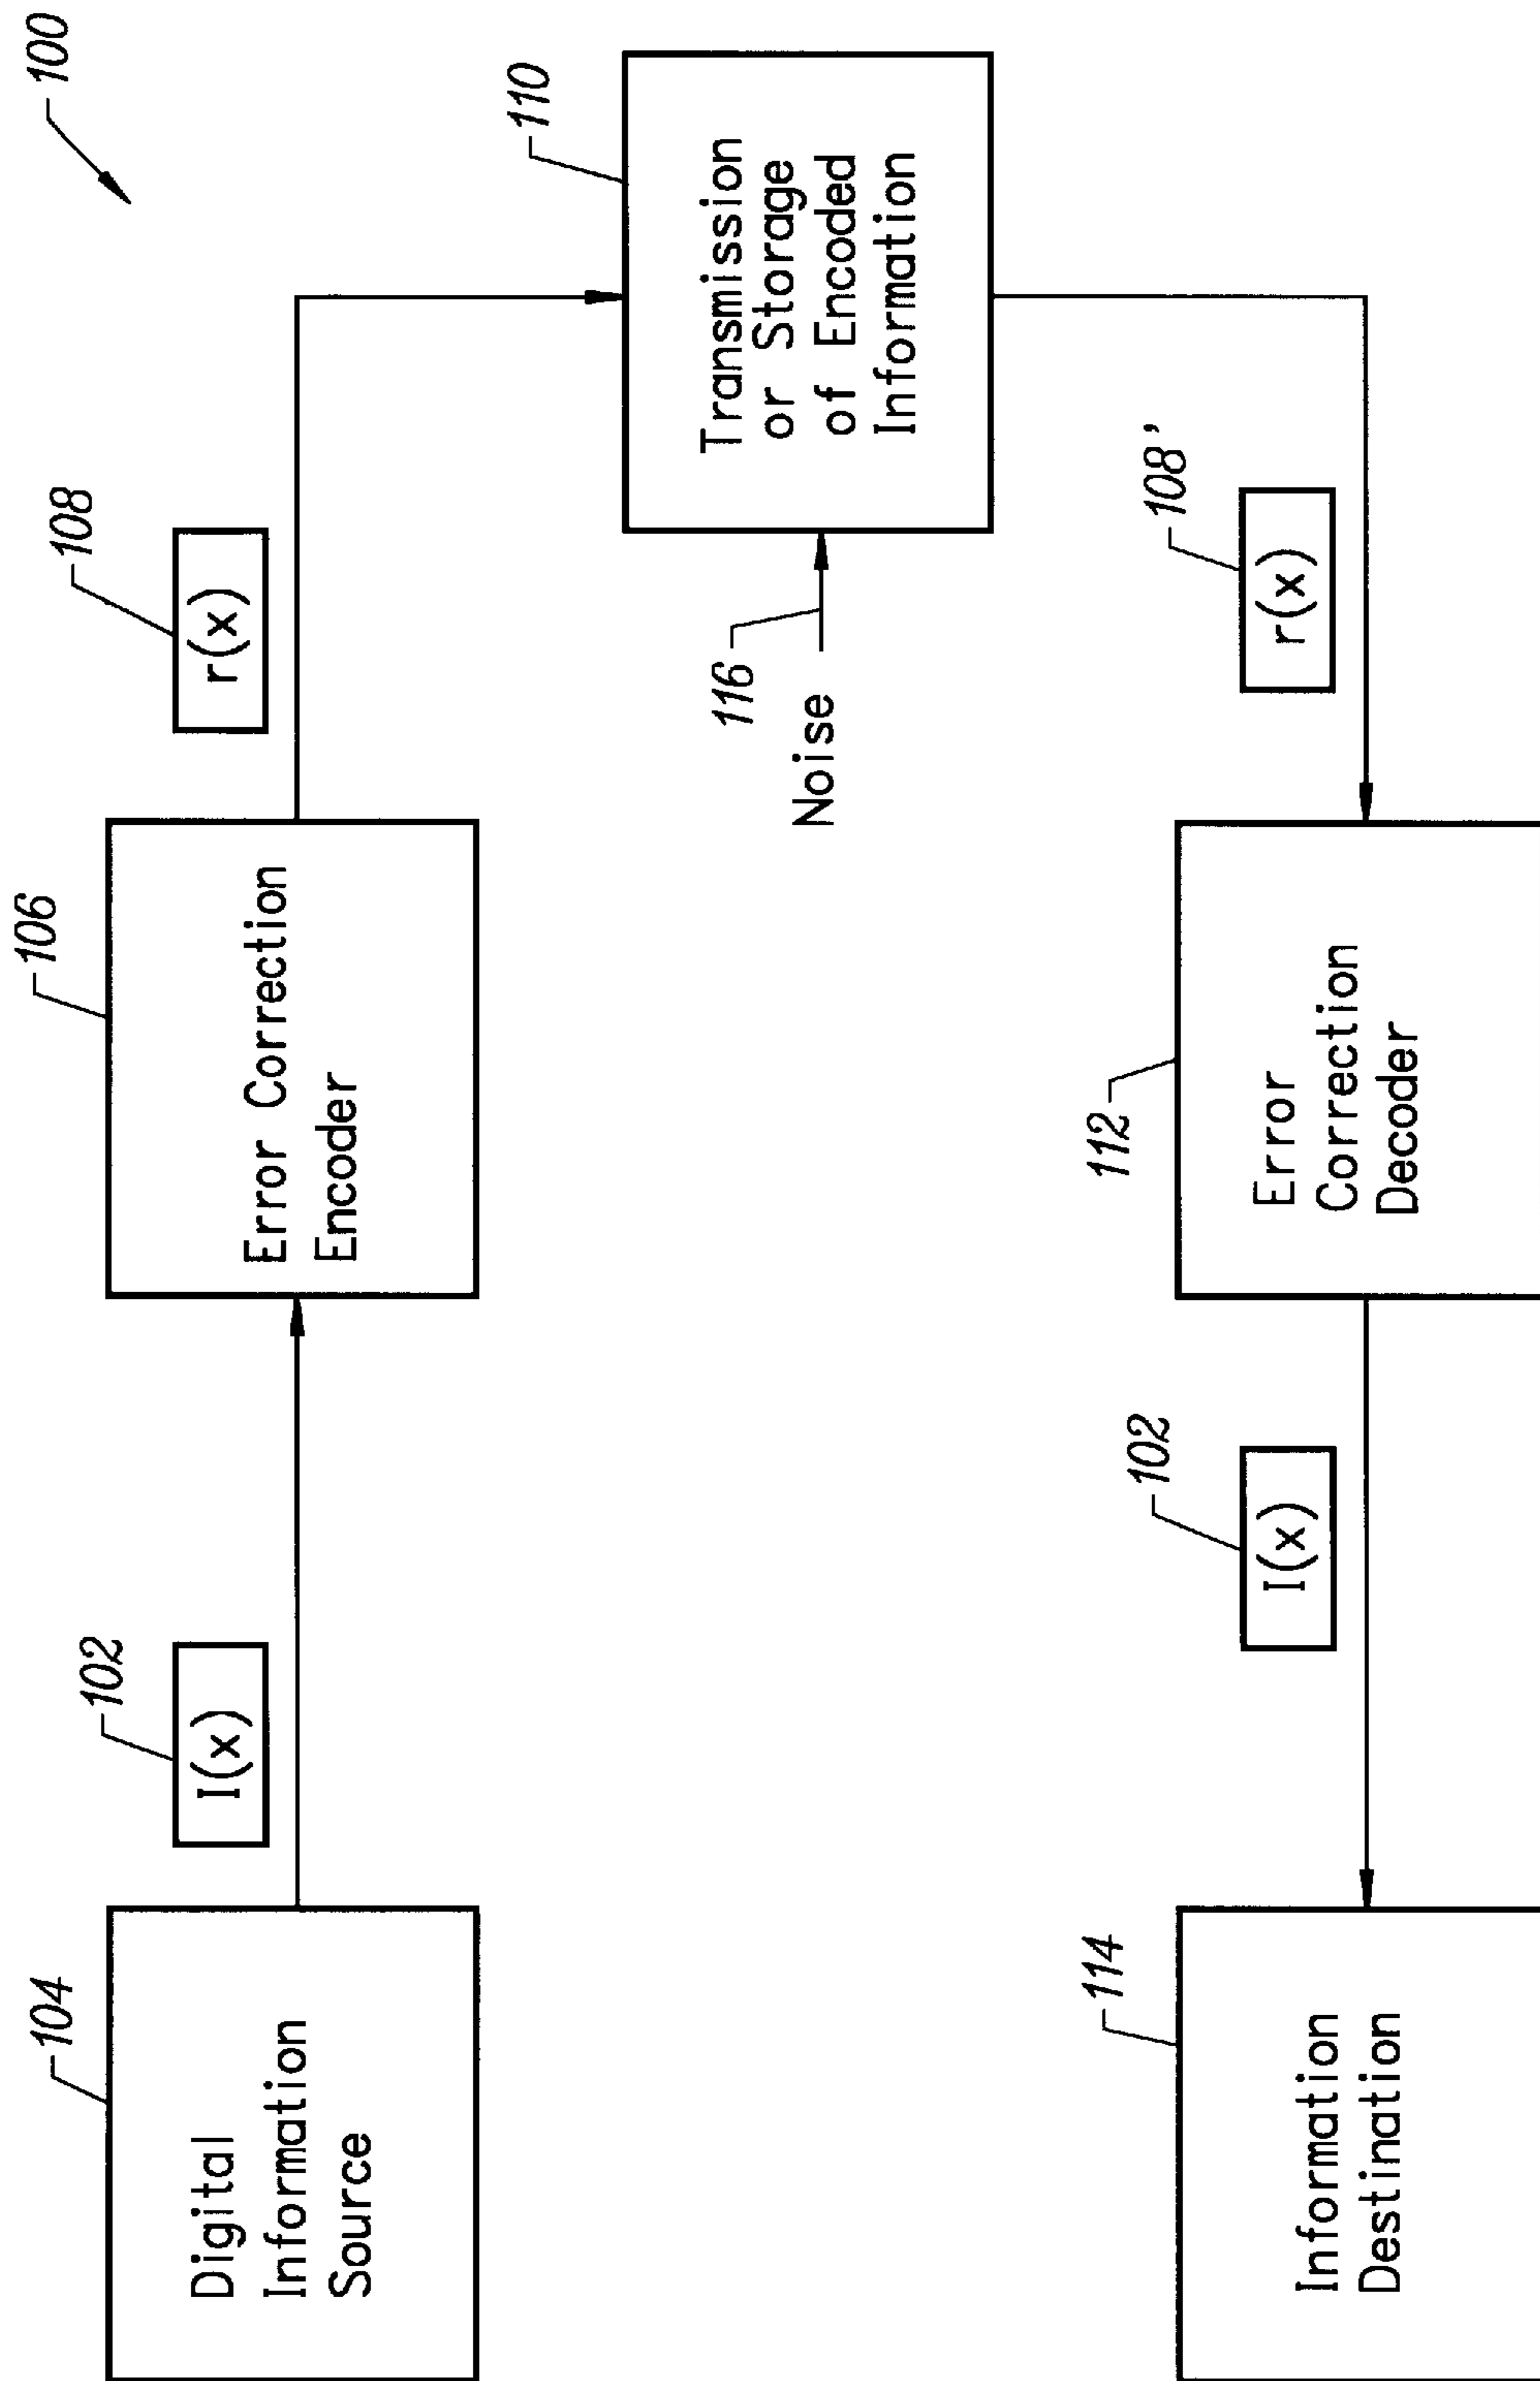 100
104
Digital
Information
Source
102
I(x)
106
Error Correction
Encoder
108
r(x)
110
Transmission
or Storage
of Encoded
Information
116
Noise
108'
r(x)
112
Error
Correction
Decoder
102
I(x)
114
Information
Destination